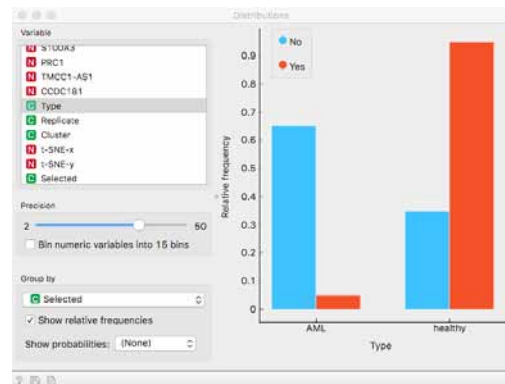 Distributions
Variable
N S100A3
N PRC1
N TMCC1-AS1
N CCDC181
C Type
C Replicate
C Cluster
N t-SNE-x
N t-SNE-y
C Selected
Precision
2 50
Bin numeric variables into 15 bins
Group by
C Selected
Show relative frequencies
Show probabilities: (None)
No
Yes
Relative frequency
0.9
0.8
0.7
0.6
0.5
0.4
0.3
0.2
0.1
0
AML healthy
Type